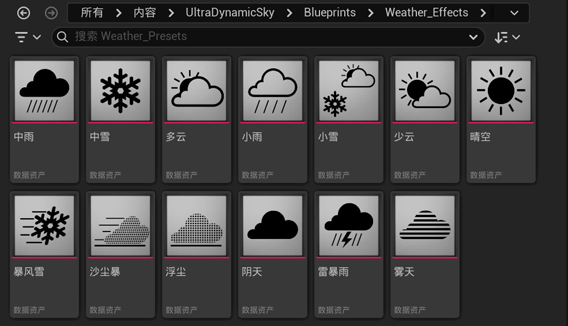 所有 > 内容 > UltraDynamicSky > Blueprints > Weather_Effects >
搜索 Weather_Presets
中雨 中雪 多云 小雨 小雪 少云 晴空
数据资产 数据资产 数据资产 数据资产 数据资产 数据资产 数据资产
暴风雪 沙尘暴 浮尘 阴天 雷暴雨 雾天
数据资产 数据资产 数据资产 数据资产 数据资产 数据资产